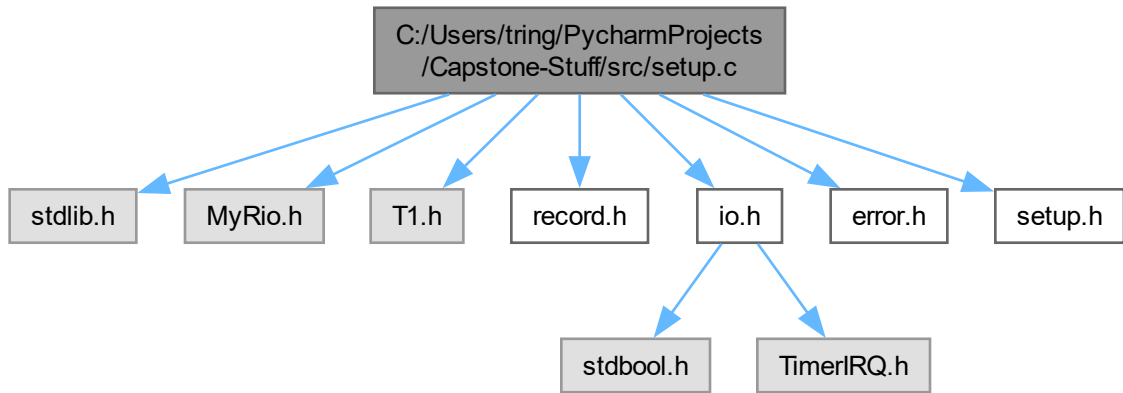 C:/Users/tring/PycharmProjects
/Capstone-Stuff/src/setup.c
stdlib.h
MyRio.h
T1.h
record.h
io.h
error.h
setup.h
stdbool.h
TimerIRQ.h